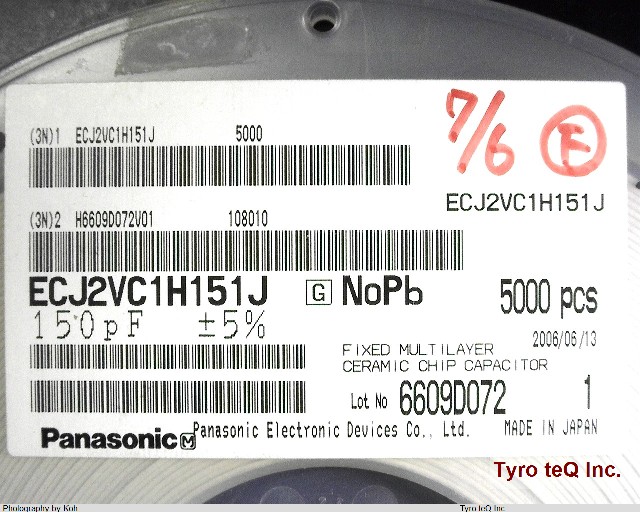 7/6 F
(3N)1 ECJ2VC1H151J 5000
ECJ2VC1H151J
(3N)2 H6609D072V01 108010
ECJ2VC1H151J G NoPb 5000 pcs
150pF ±5%
2006/06/13
FIXED MULTILAYER
CERAMIC CHIP CAPACITOR
Lot No 6609D072 1
Panasonic M Panasonic Electronic Devices Co., Ltd. MADE IN JAPAN
Tyro teQ Inc.
Photography by Koh Tyro teQ Inc